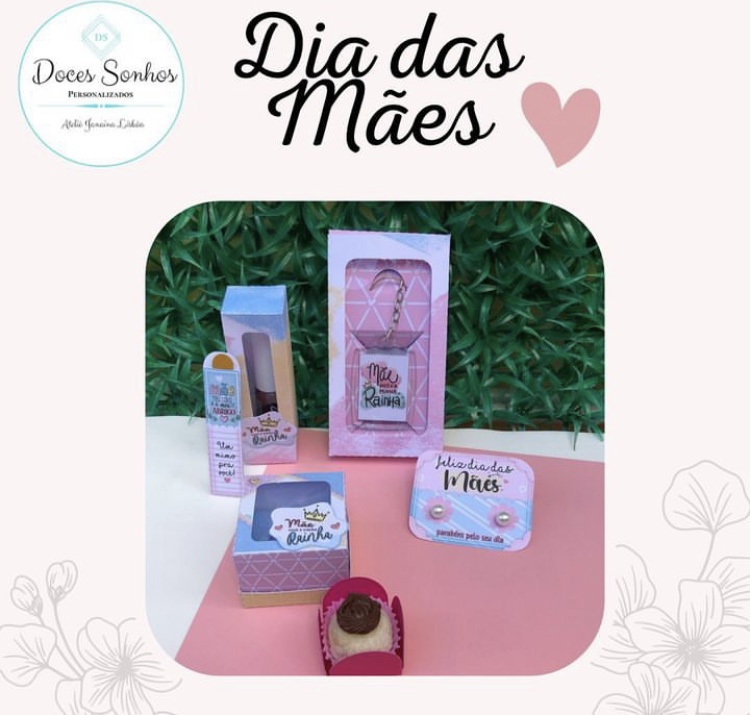 DS
Doces Sonhos
PERSONALIZADOS
Dia das
Mães
Mãe
Rainha
Mãe
Rainha
Um
mimo
pra
você!
Mãe
Rainha
feliz dia das
Mães
parabéns pelo seu dia